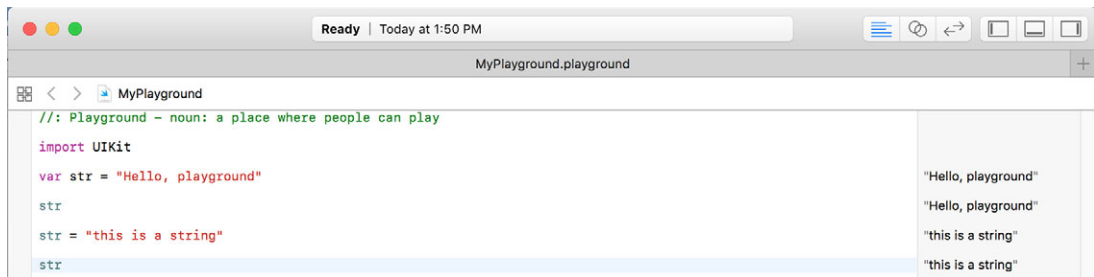 Ready | Today at 1:50 PM
MyPlayground.playground
MyPlayground
//: Playground – noun: a place where people can play
import UIKit
var str = "Hello, playground" "Hello, playground"
str "Hello, playground"
str = "this is a string" "this is a string"
str "this is a string"